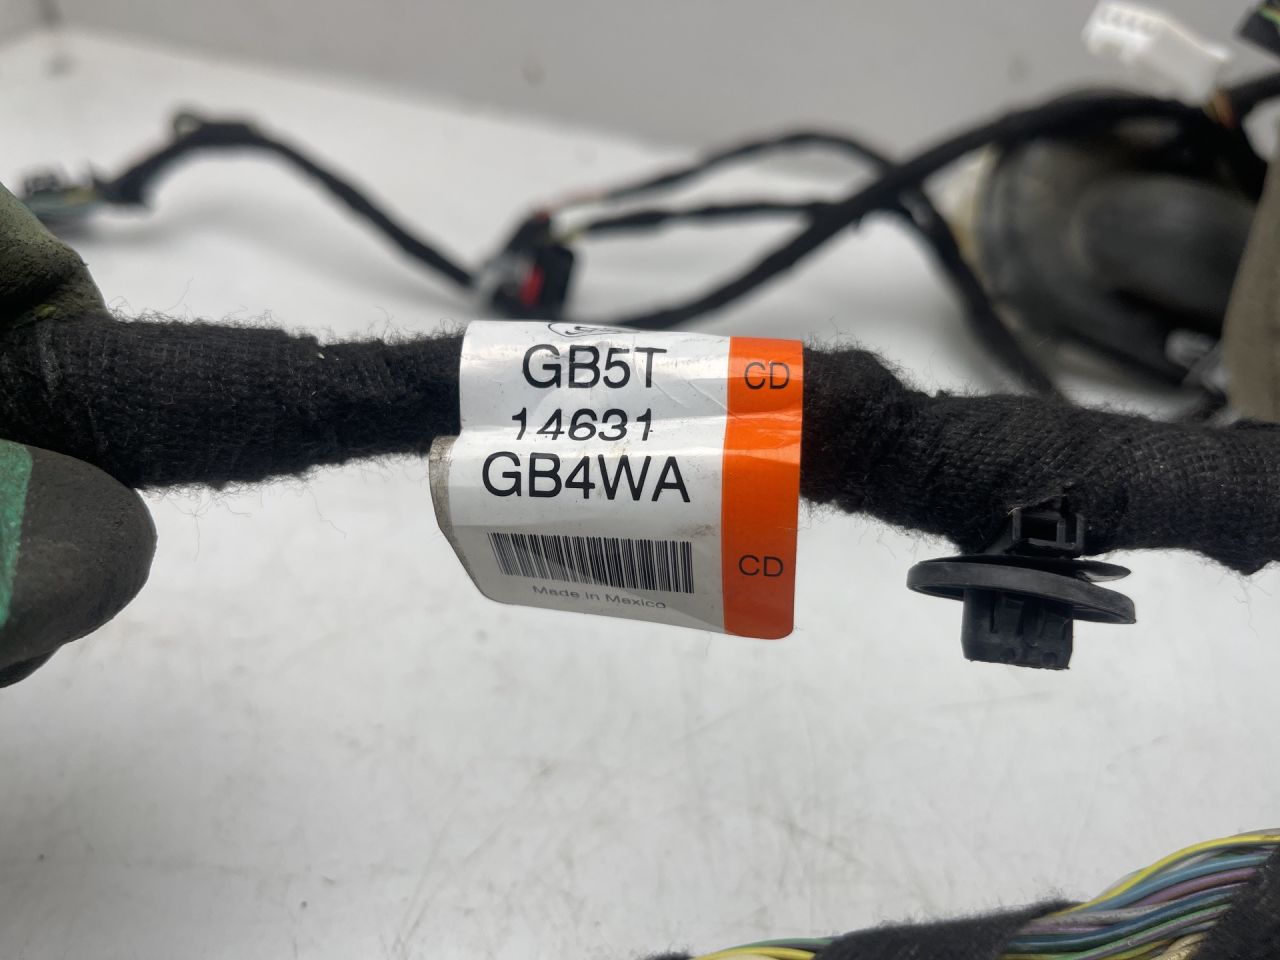 GB5T
CD
14631
GB4WA
CD
Made in Mexico